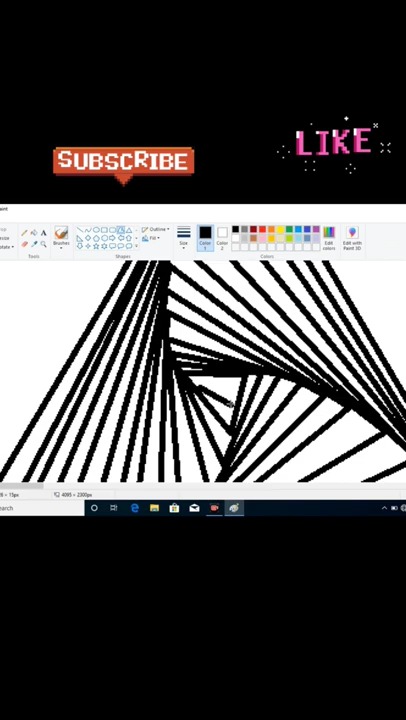 SUBSCRIBE
LIKE
Outline
Fill
Brushes
Size
Color
1
Color
2
Edit
colors
Edit with
Paint 3D
Tools
Shapes
Colors
4085 × 2300px